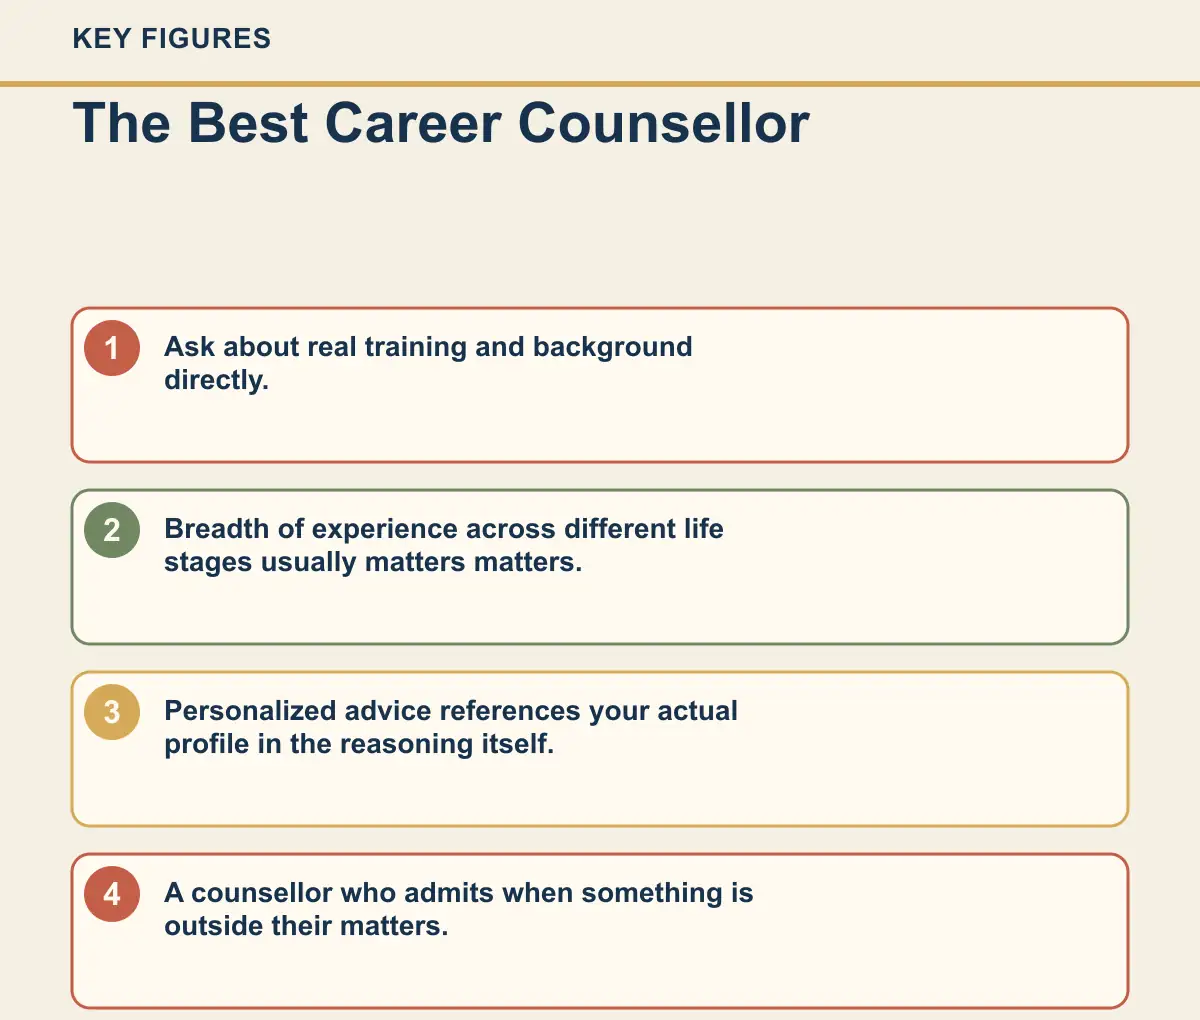 KEY FIGURES
The Best Career Counsellor
1
Ask about real training and background
directly.
2
Breadth of experience across different life
stages usually matters matters.
3
Personalized advice references your actual
profile in the reasoning itself.
4
A counsellor who admits when something is
outside their matters.